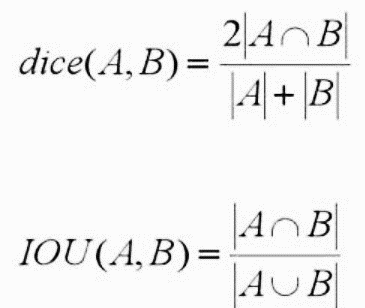 dice(A, B) = 2|A ∩ B| / |A| + |B|
IOU(A, B) = |A ∩ B| / |A ∪ B|